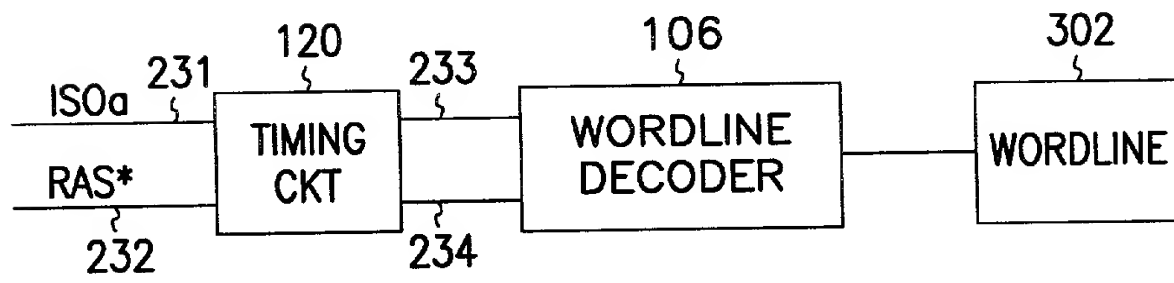 120
106
302
231
233
ISOa
TIMING
CKT
WORDLINE
DECODER
WORDLINE
RAS*
232
234